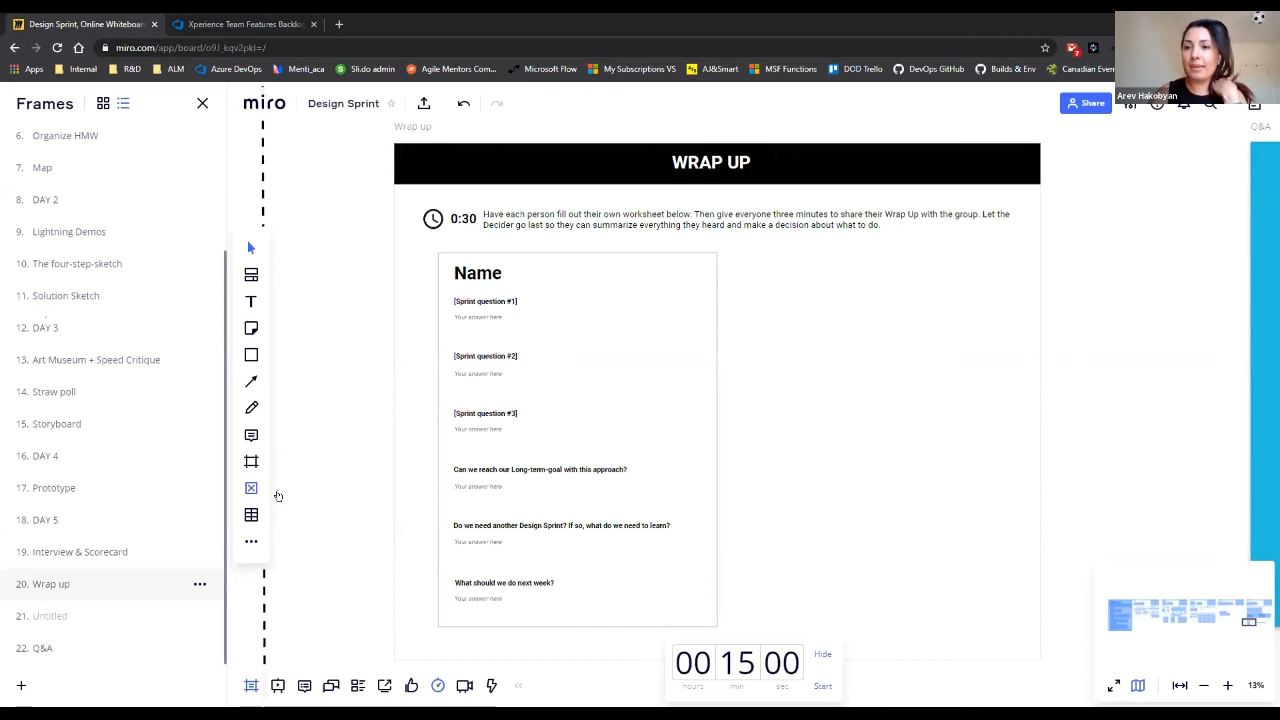 Design Sprint, Online Whiteboa
Xperience Team Features Backlo
miro.com/app/board/o9J_kqv2pkI=/
Apps
Internal
R&D
ALM
Azure DevOps
Menti_aca
Sli.do admin
Agile Mentors Com
Microsoft Flow
My Subscriptions VS
AJ&Smart
MSF Functions
DOD Trello
DevOps GitHub
Builds & Env
Canadian Even
Arev Hakobyan
Frames
miro
Design Sprint
Share
6. Organize HMW
7. Map
8. DAY 2
9. Lightning Demos
10. The four-step-sketch
11. Solution Sketch
12. DAY 3
13. Art Museum + Speed Critique
14. Straw poll
15. Storyboard
16. DAY 4
17. Prototype
18. DAY 5
19. Interview & Scorecard
20. Wrap up
21. Untitled
22. Q&A
Wrap up
Q&A
WRAP UP
0:30
Have each person fill out their own worksheet below. Then give everyone three minutes to share their Wrap Up with the group. Let the
Decider go last so they can summarize everything they heard and make a decision about what to do.
Name
[Sprint question #1]
Your answer here
[Sprint question #2]
Your answer here
[Sprint question #3]
Your answer here
Can we reach our Long-term-goal with this approach?
Your answer here
Do we need another Design Sprint? If so, what do we need to learn?
Your answer here
What should we do next week?
Your answer here
00 15 00
hours min sec
Hide
Start
13%